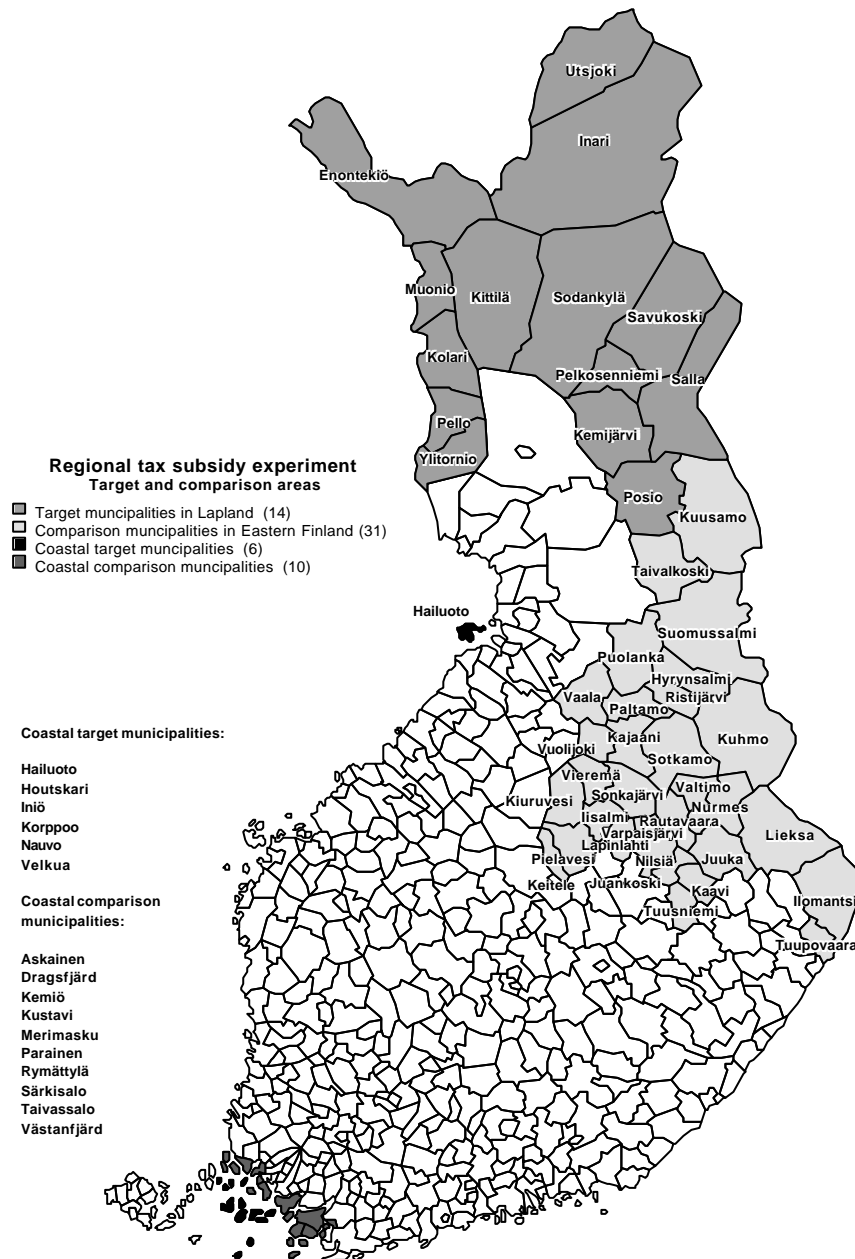 Utsjoki
Inari
Enontekiö
Muonio
Kittilä
Sodankylä
Savukoski
Kolari
Pelkosenniemi
Salla
Pello
Kemijärvi
Ylitornio
Regional tax subsidy experiment
Target and comparison areas
Target muncipalities in Lapland (14)
Comparison muncipalities in Eastern Finland (31)
Coastal target muncipalities (6)
Coastal comparison muncipalities (10)
Posio
Kuusamo
Taivalkoski
Hailuoto
Suomussalmi
Puolanka
Hyrynsalmi
Vaala
Ristijärvi
Paltamo
Kajaani
Kuhmo
Vuolijoki
Sotkamo
Vieremä
Valtimo
Kiuruvesi
Sonkajärvi
Nurmes
Iisalmi
Rautavaara
Varpaisjärvi
Lieksa
Lapinlahti
Pielavesi
Nilsiä
Juuka
Keitele
Juankoski
Kaavi
Ilomantsi
Tuusniemi
Tuupovaara
Coastal target municipalities:
Hailuoto
Houtskari
Iniö
Korppoo
Nauvo
Velkua
Coastal comparison
municipalities:
Askainen
Dragsfjärd
Kemiö
Kustavi
Merimasku
Parainen
Rymättylä
Särkisalo
Taivassalo
Västanfjärd